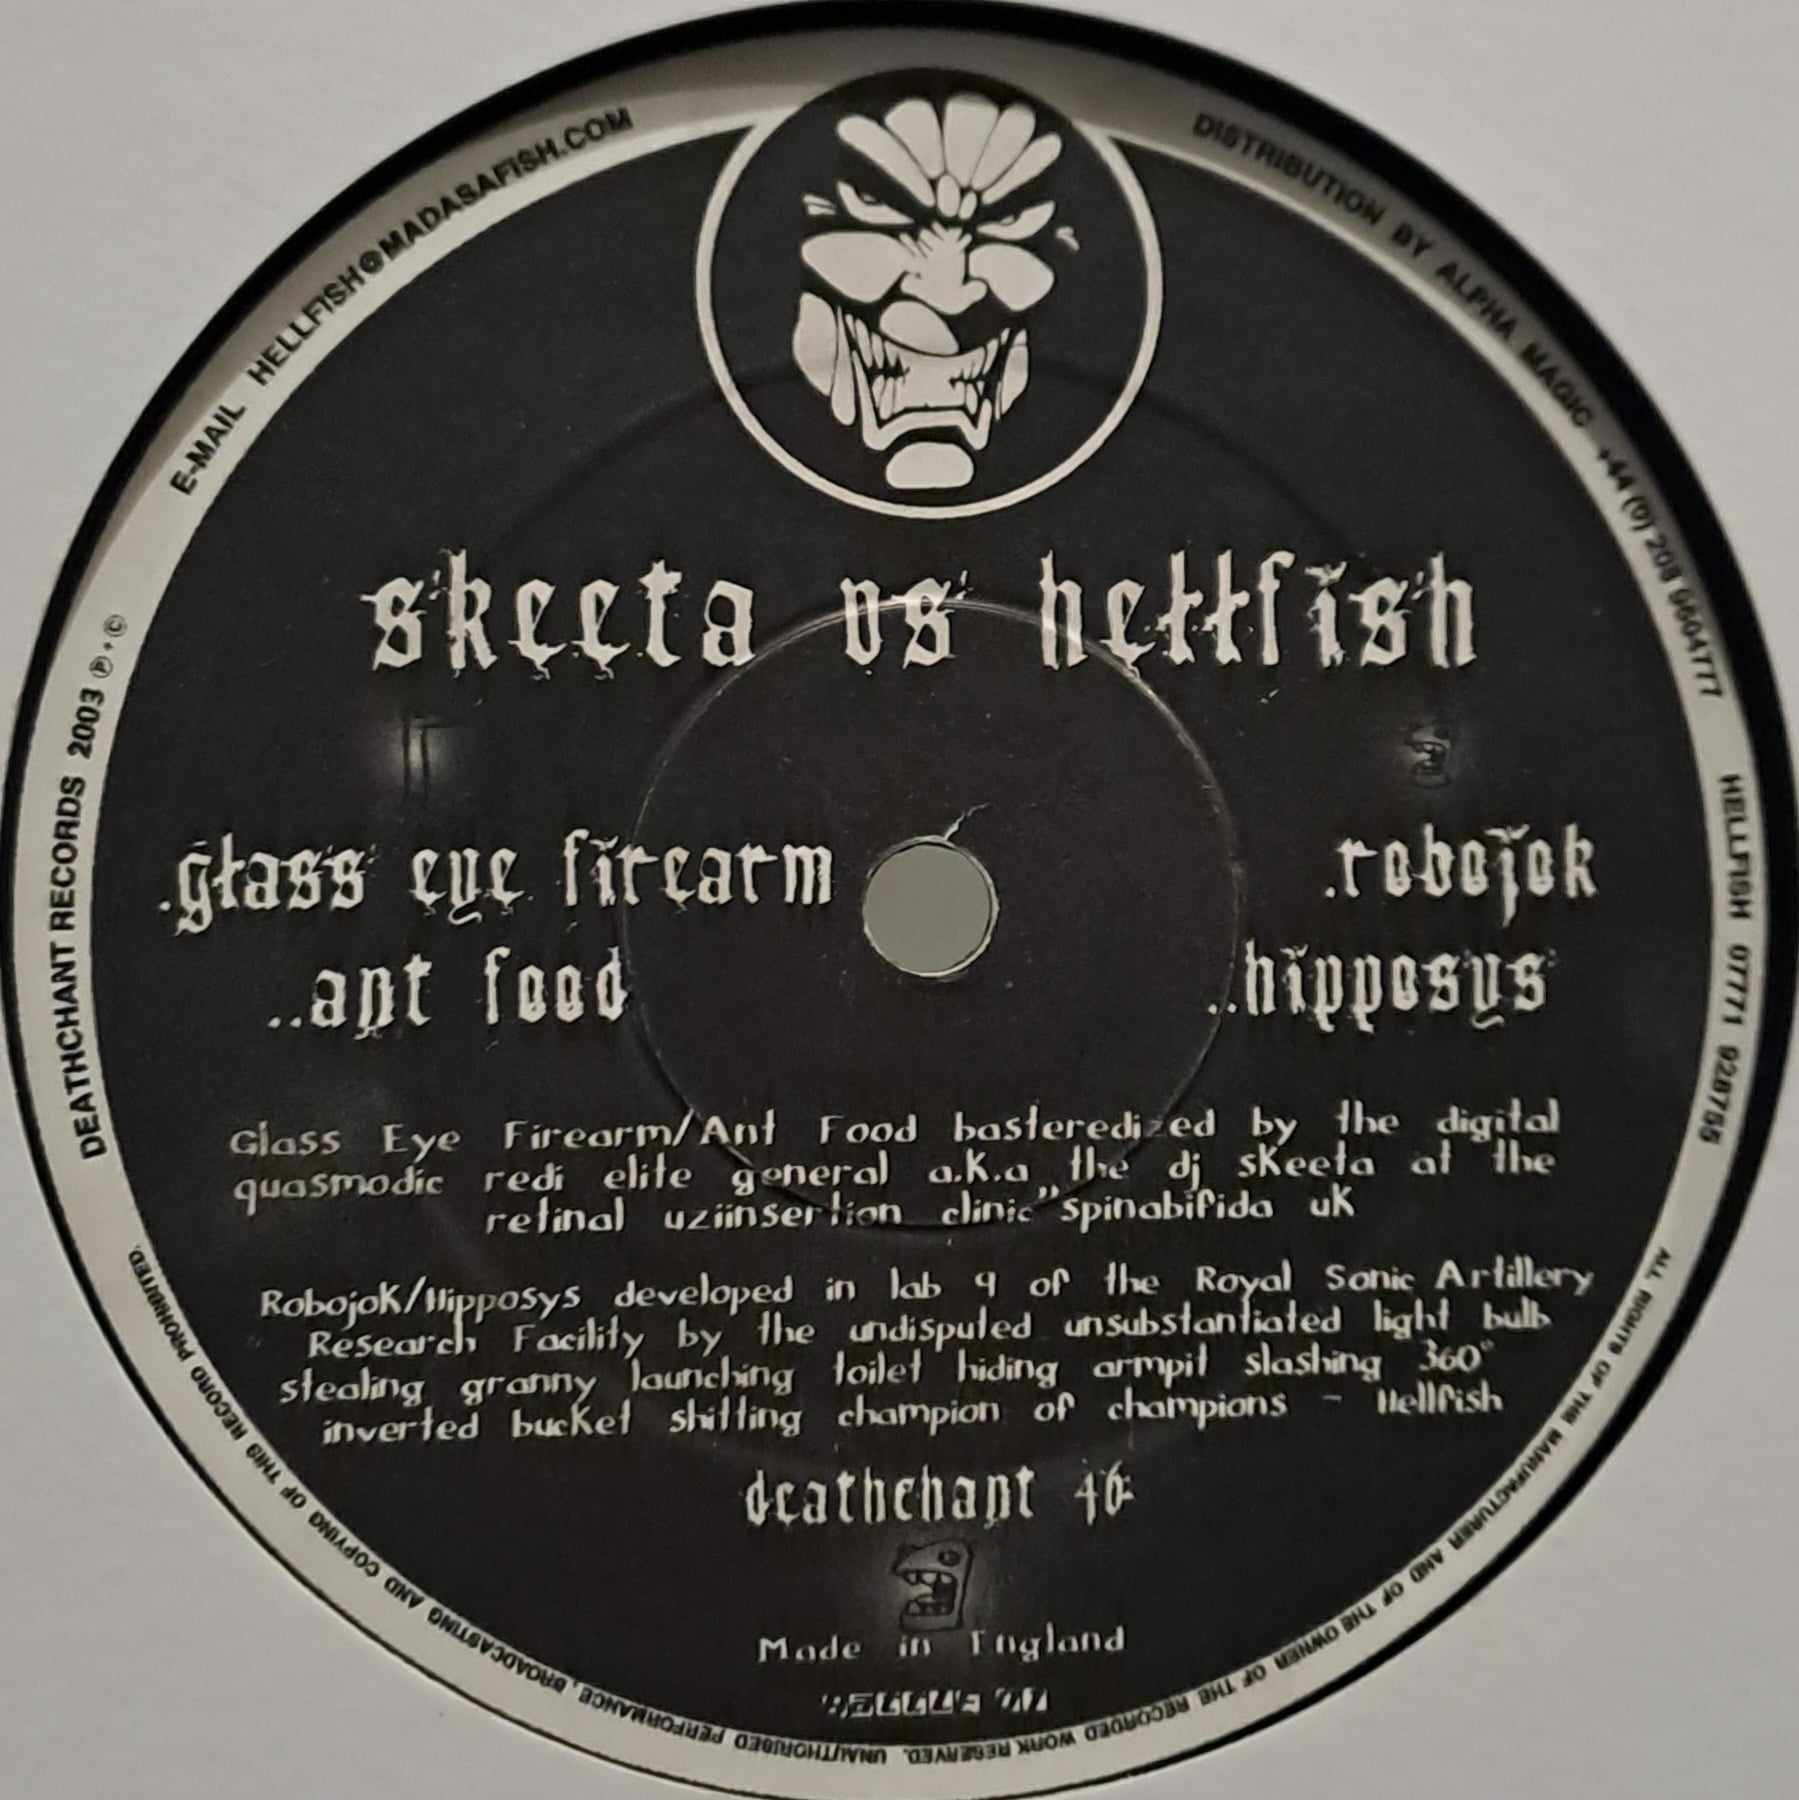 E-MAIL HELLFISH@MADASAFISH.COM
DISTRIBUTION BY ALPHA MAGIC +44 (0) 208 9604777
HELLFISH 07771 928755
DEATHCHANT RECORDS 2003 ℗ · ©
skeeta vs hellfish
.glass eye firearm
..ant food
.robojok
..hipposys
Glass Eye Firearm/Ant Food basteredized by the digital
quasmodic redi elite general a.k.a „the dj skeeta at the
retinal uziinsertion clinic" spinabifida uk
Robojok/Hipposys developed in lab 9 of the Royal Sonic Artillery
Research Facility by the undisputed unsubstantiated light bulb
stealing granny launching toilet hiding armpit slashing 360°
inverted bucket shitting champion of champions - Hellfish
deathchant 46
Made in England
ALL RIGHTS OF THE MANUFACTURER AND OF THE OWNER OF THE RECORDED WORK RESERVED. UNAUTHORISED PERFORMANCE, BROADCASTING AND COPYING OF THIS RECORD PROHIBITED.